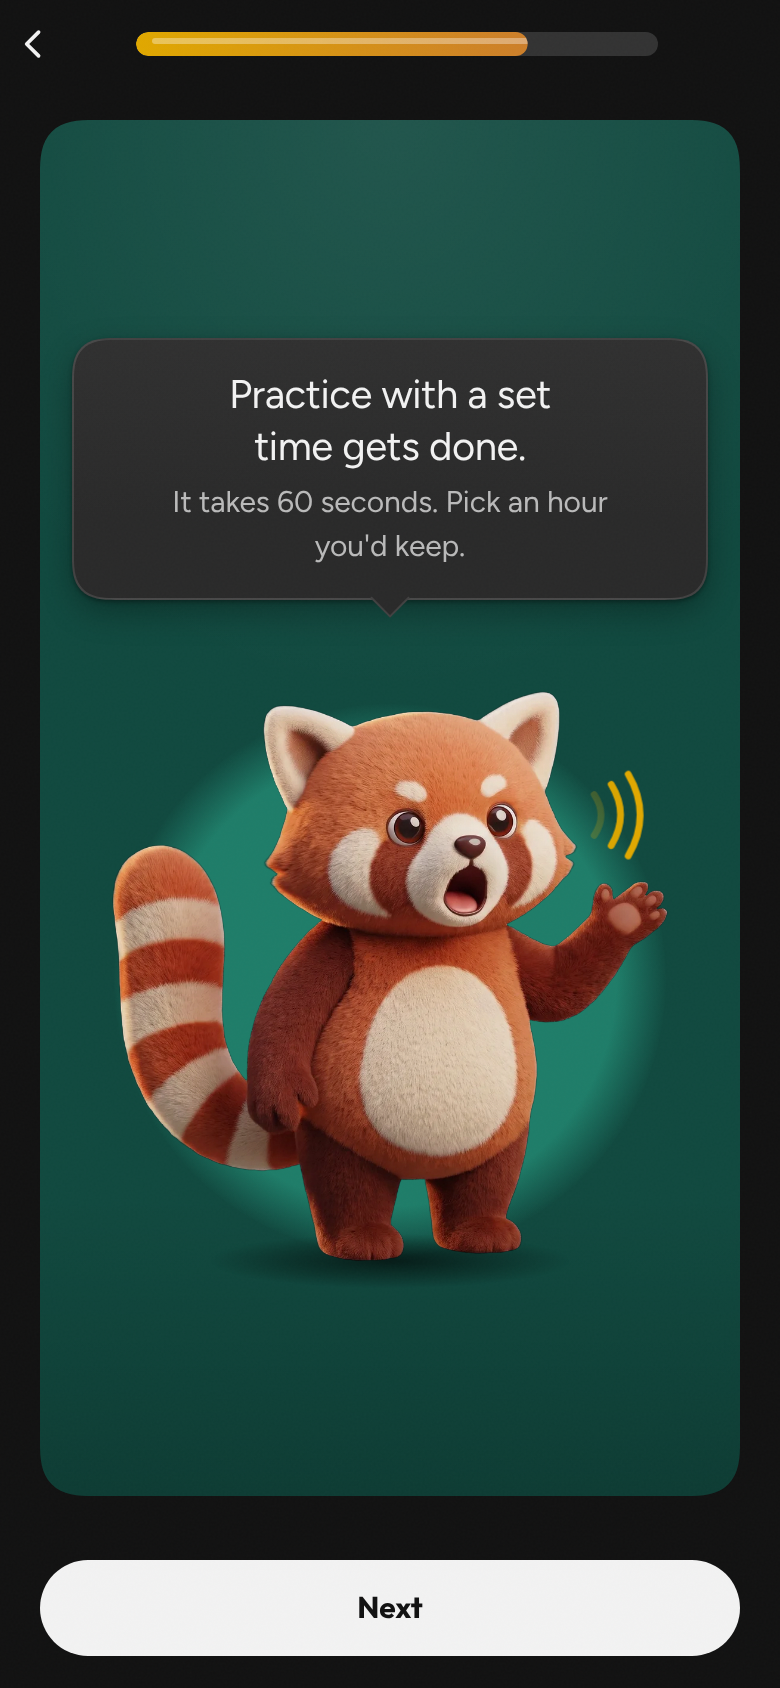 Practice with a set
time gets done.
It takes 60 seconds. Pick an hour
you'd keep.
Next